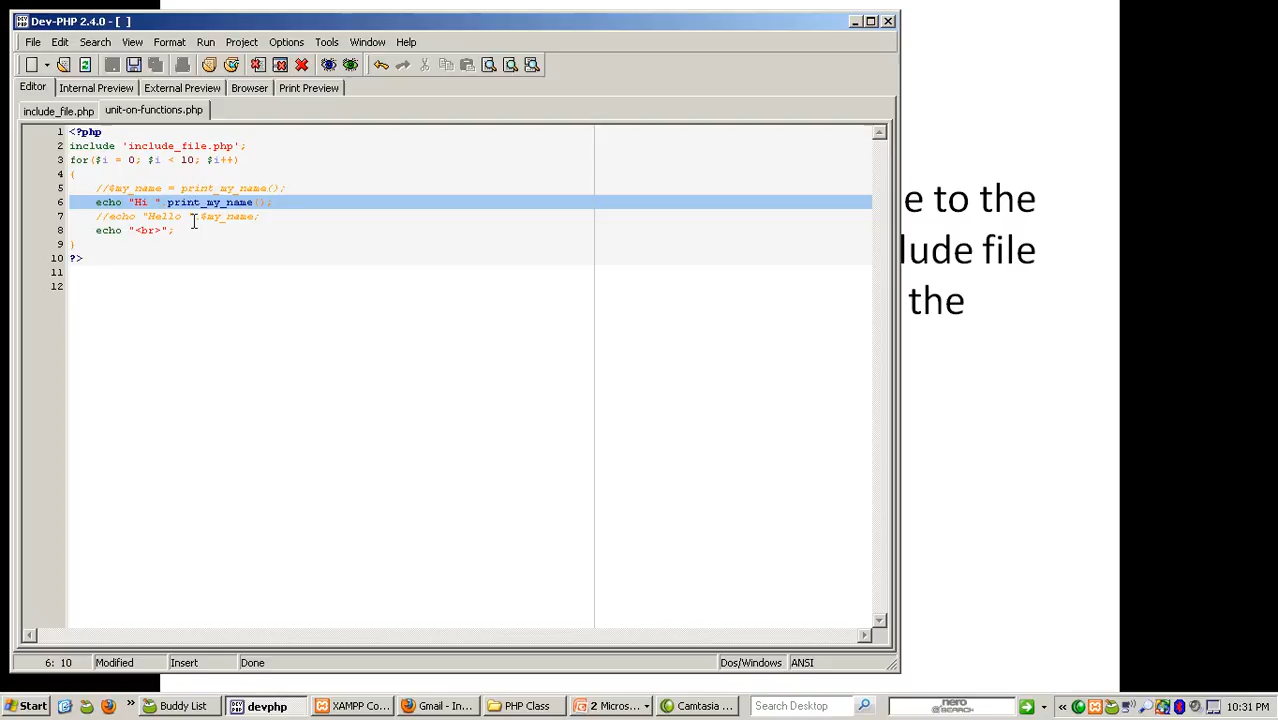 Dev-PHP 2.4.0 - [ ]
File Edit Search View Format Run Project Options Tools Window Help
Editor Internal Preview External Preview Browser Print Preview
include_file.php unit-on-functions.php
1 <?php
2 include 'include_file.php';
3 for($i = 0; $i < 10; $i++)
4 {
5 //$my_name = print_my_name();
6 echo "Hi ".print_my_name();
7 //echo "Hello ".$my_name;
8 echo "<br>";
9 }
10 ?>
11
12
e to the
lude file
the
6: 10 Modified Insert Done Dos/Windows ANSI
Start » Buddy List DEV PHP devphp XAMPP Co... Gmail - In... PIT Class 2 Micros... Camtasia ... Search Desktop nero SEARCH « 10:31 PM